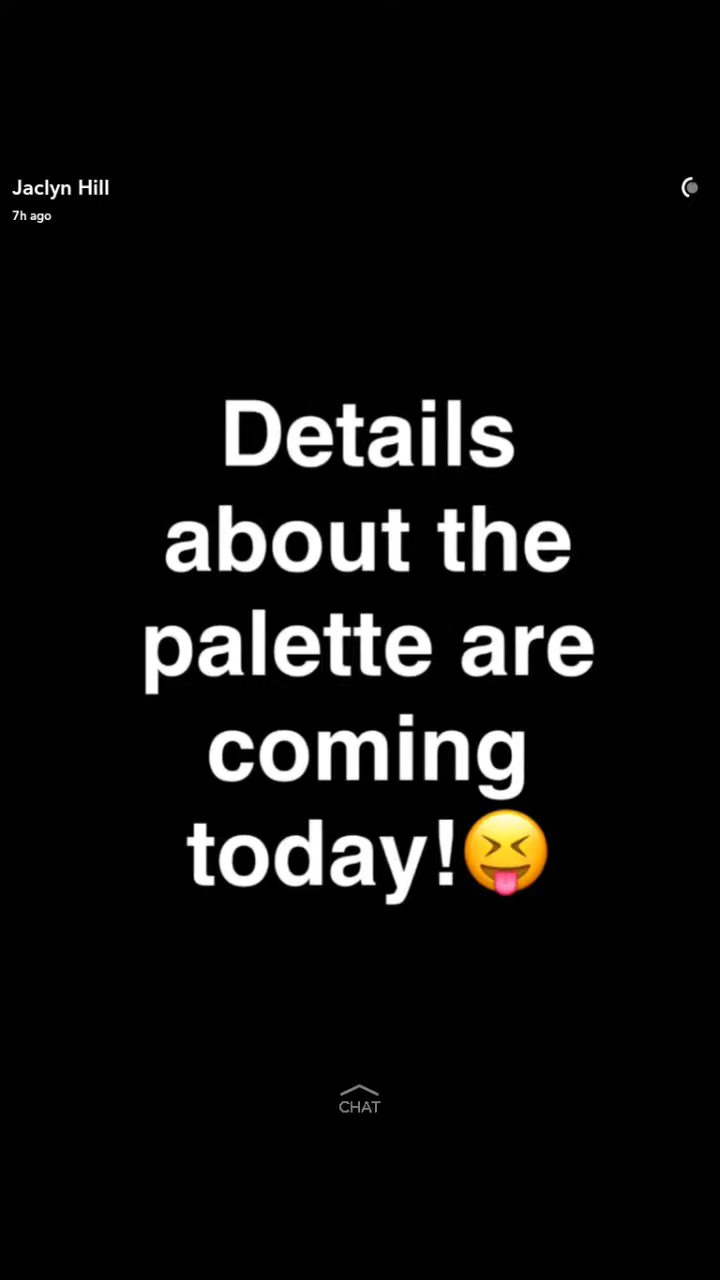 Jaclyn Hill
7h ago
Details
about the
palette are
coming
today!😝
CHAT